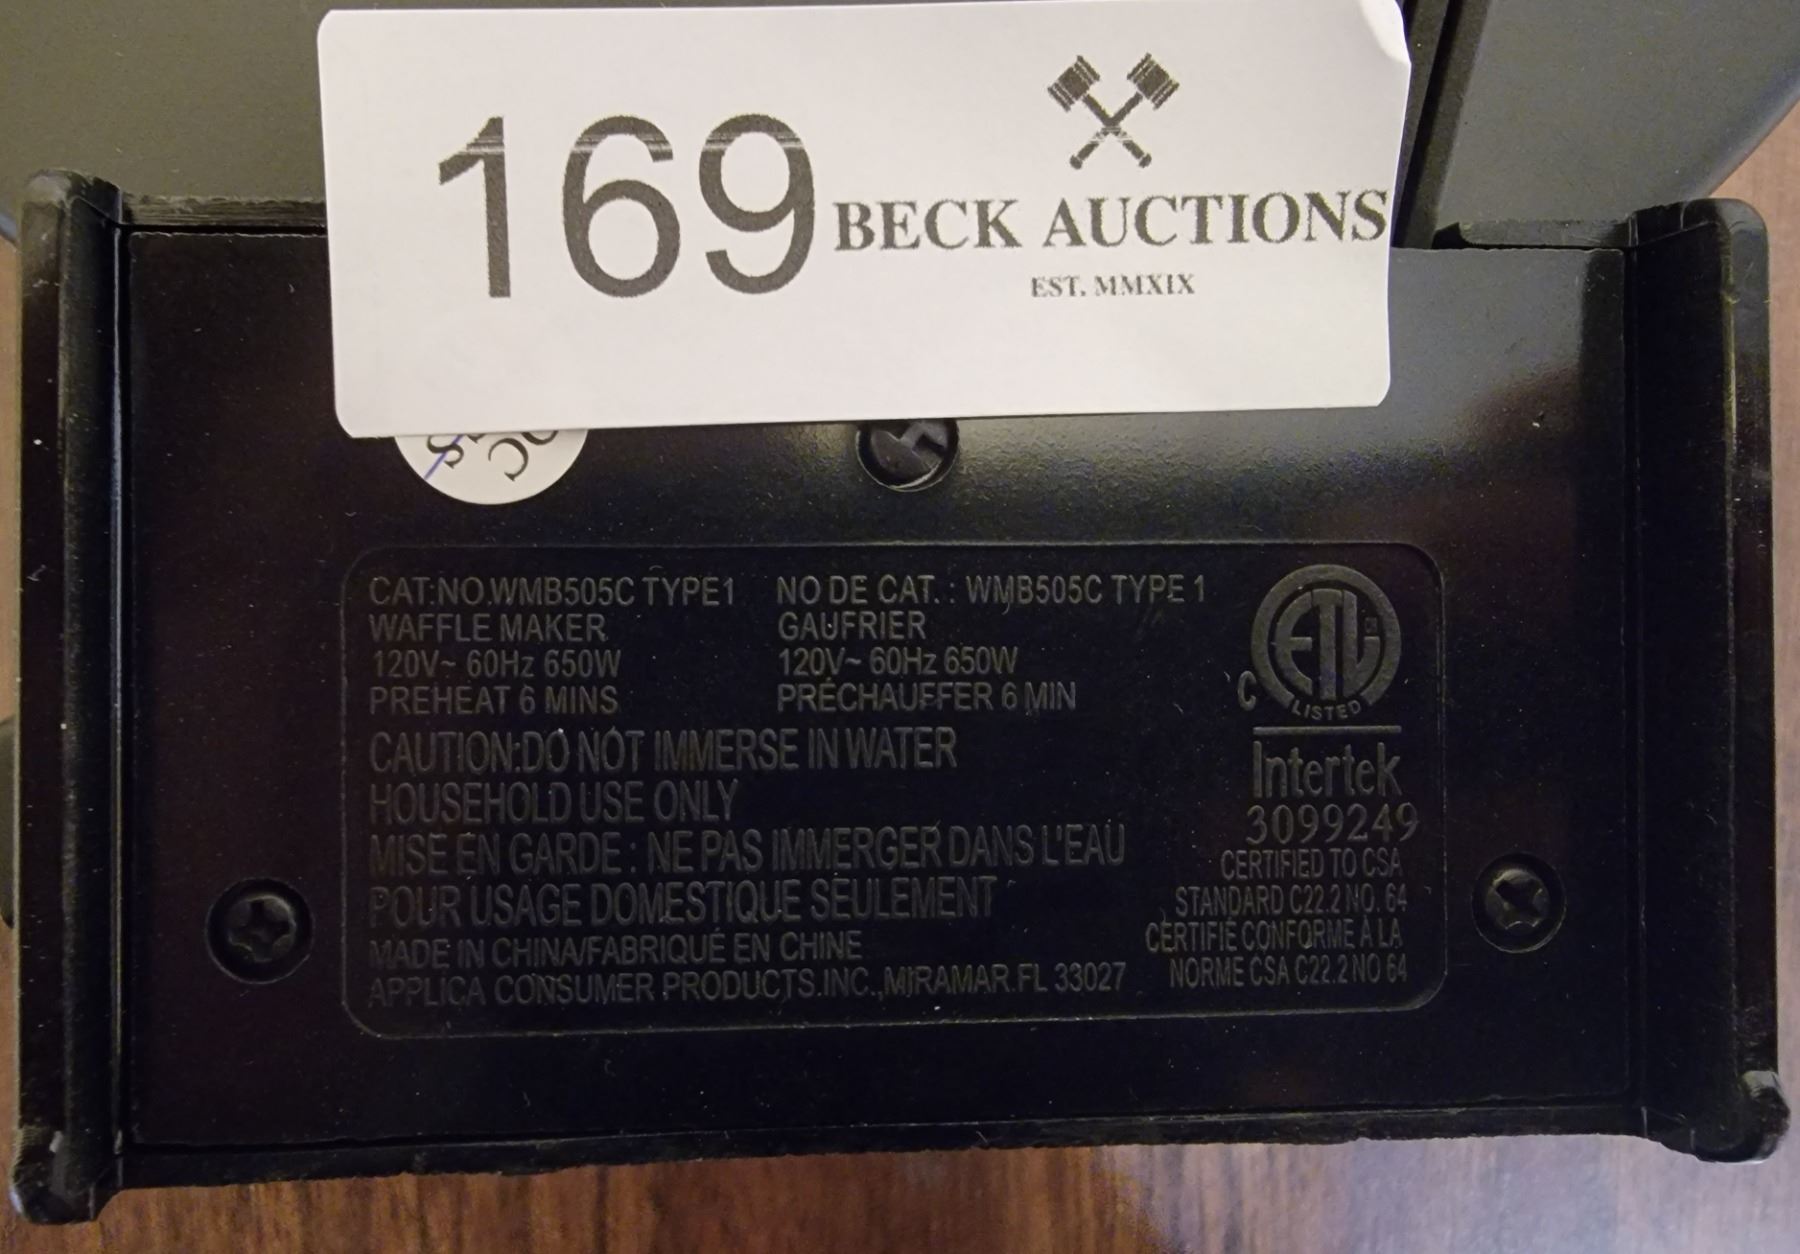 169
BECK AUCTIONS
EST. MMXIX
QC
CAT:NO.WMB505C TYPE1
WAFFLE MAKER
120V~ 60Hz 650W
PREHEAT 6 MINS
NO DE CAT. : WMB505C TYPE 1
GAUFRIER
120V~ 60Hz 650W
PRÉCHAUFFER 6 MIN
CAUTION:DO NOT IMMERSE IN WATER
HOUSEHOLD USE ONLY
MISE EN GARDE : NE PAS IMMERGER DANS L'EAU
POUR USAGE DOMESTIQUE SEULEMENT
MADE IN CHINA/FABRIQUÉ EN CHINE
APPLICA CONSUMER PRODUCTS.INC.,MIRAMAR.FL 33027
ETL
CM
C
LISTED
Intertek
3099249
CERTIFIED TO CSA
STANDARD C22.2 NO. 64
CERTIFIÉ CONFORME À LA
NORME CSA C22.2 NO 64